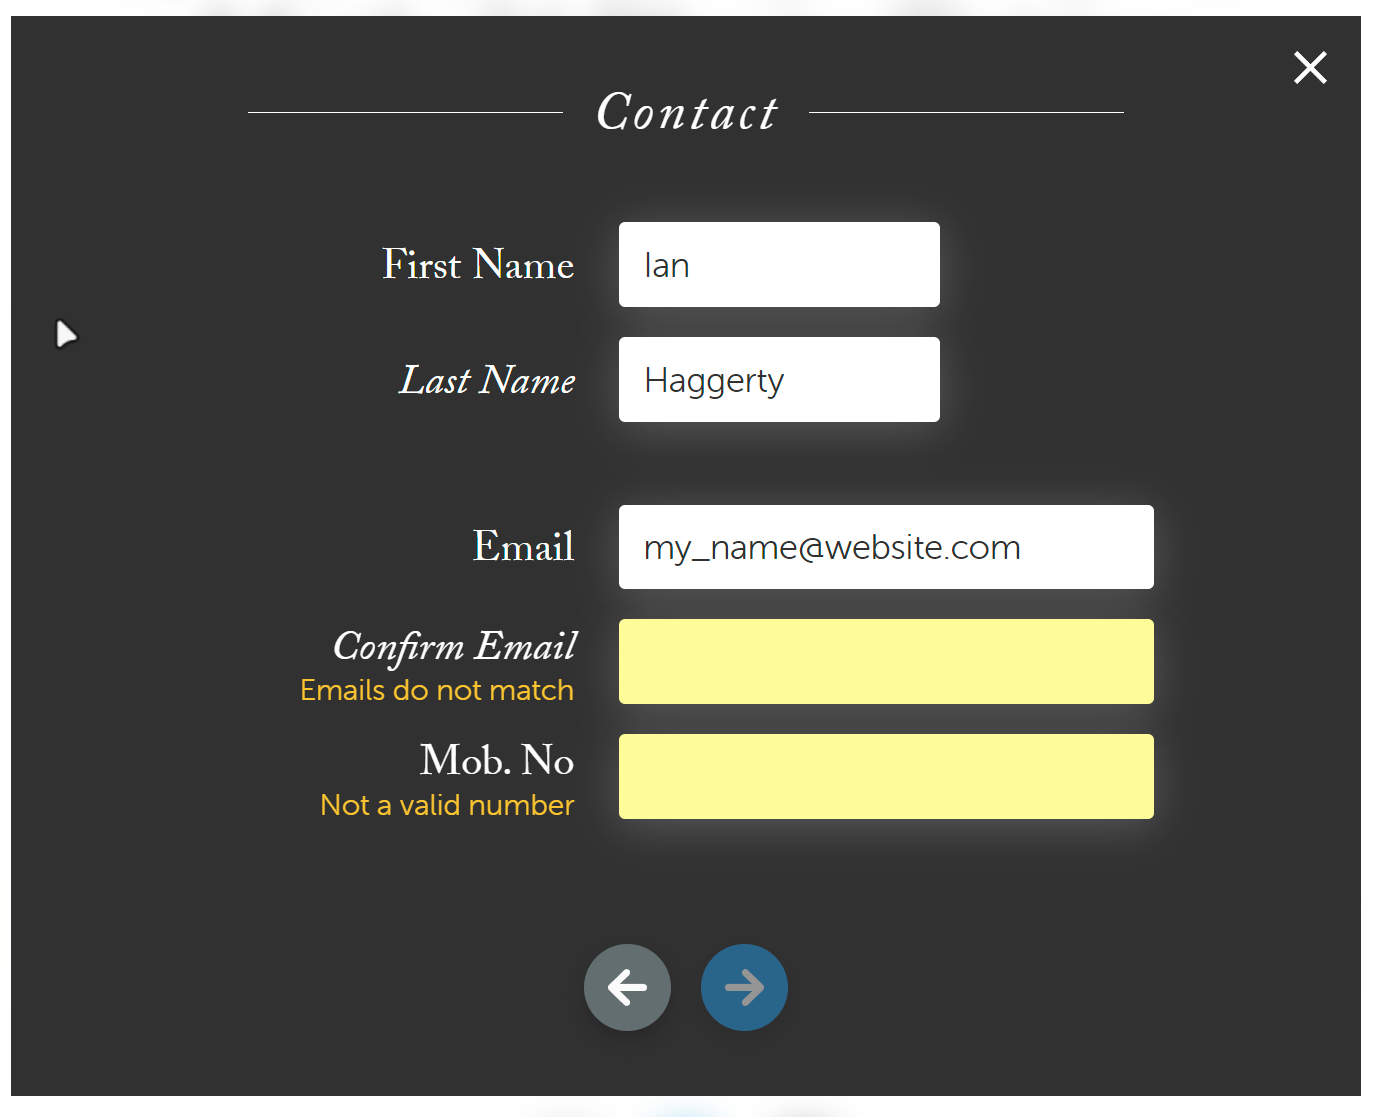 Contact
First Name
Ian
Last Name
Haggerty
Email
my_name@website.com
Confirm Email
Emails do not match
Mob. No
Not a valid number